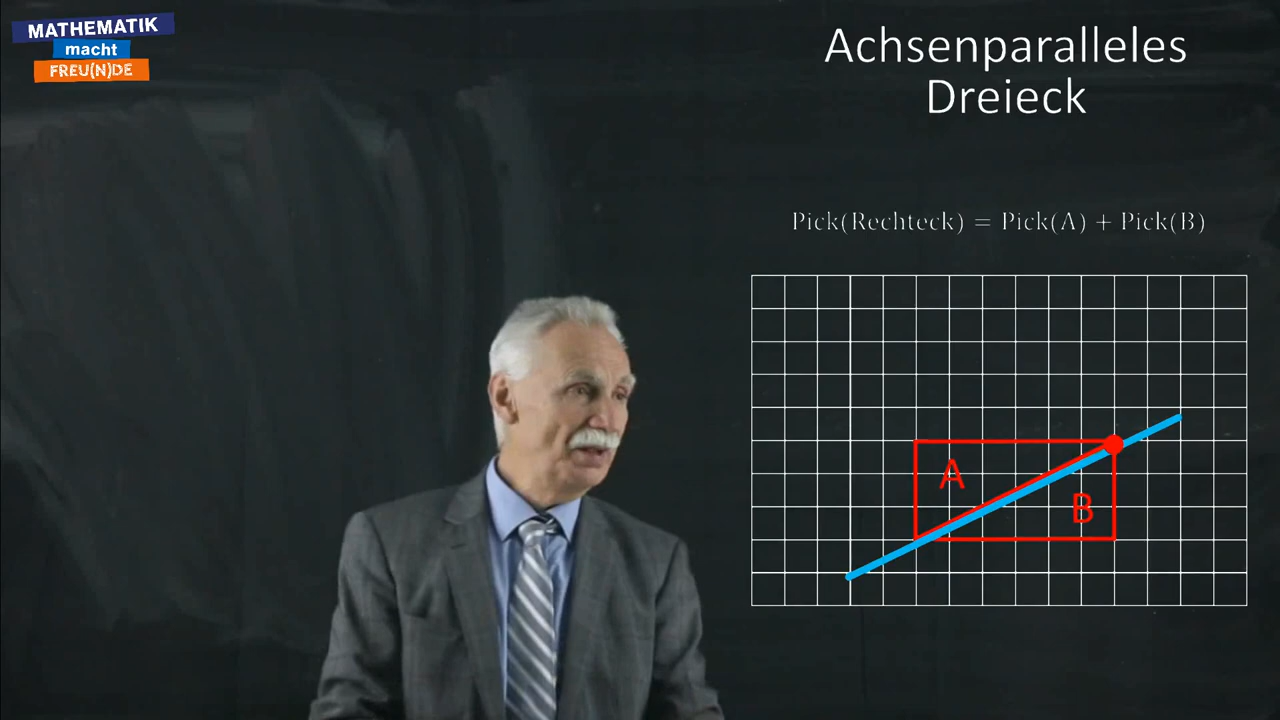 MATHEMATIK
macht
FREU(N)DE
Achsenparalleles
Dreieck
Pick(Rechteck) = Pick(A) + Pick(B)
A
B